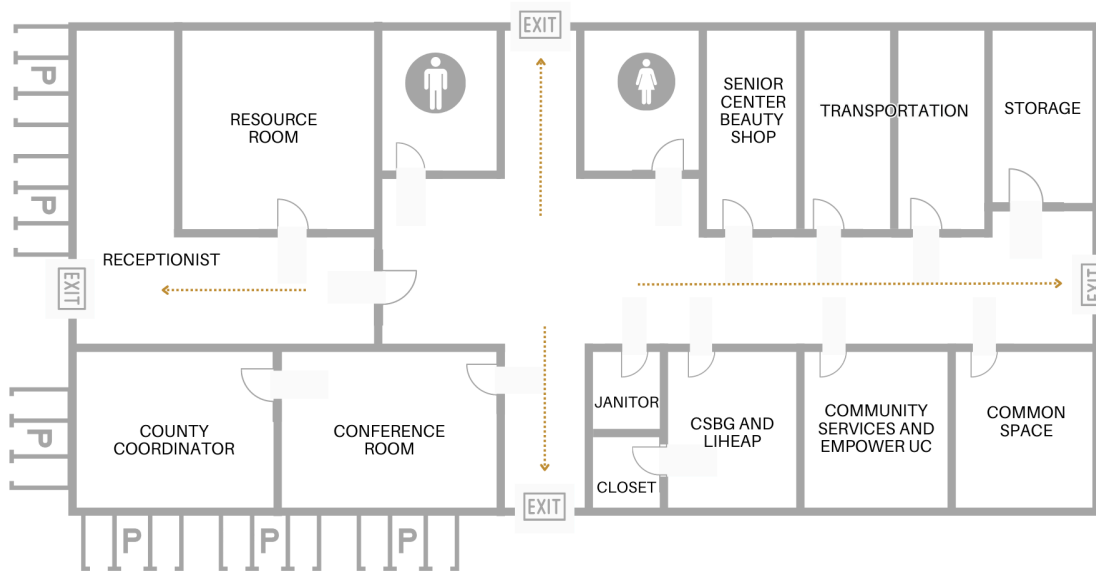 EXIT
P
RESOURCE
ROOM
SENIOR
CENTER
BEAUTY
SHOP
TRANSPORTATION
STORAGE
P
RECEPTIONIST
EXIT
EXIT
P
COUNTY
COORDINATOR
CONFERENCE
ROOM
JANITOR
CLOSET
CSBG AND
LIHEAP
COMMUNITY
SERVICES AND
EMPOWER UC
COMMON
SPACE
EXIT
P
P
P